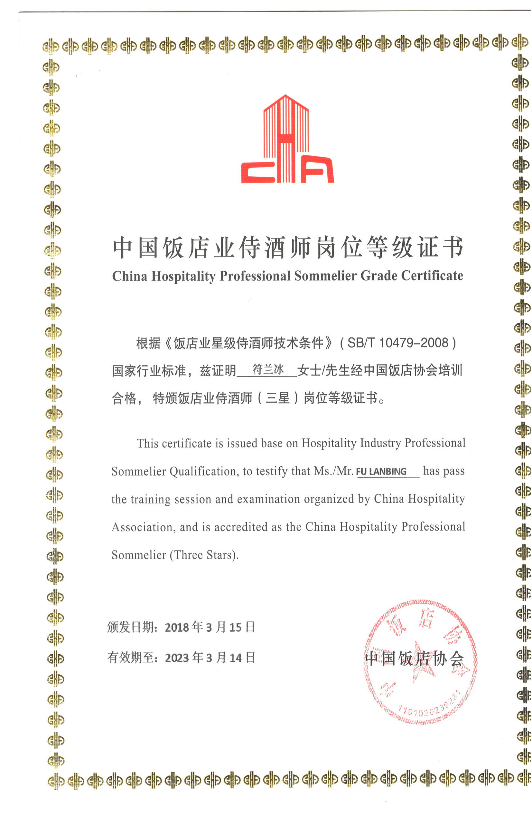 CHA
中国饭店业侍酒师岗位等级证书
China Hospitality Professional Sommelier Grade Certificate
根据《饭店业星级侍酒师技术条件》（SB/T 10479-2008）
国家行业标准，兹证明 符兰冰 女士/先生经中国饭店协会培训
合格， 特颁饭店业侍酒师（三星）岗位等级证书。
This certificate is issued base on Hospitality Industry Professional
Sommelier Qualification, to testify that Ms./Mr. FU LANBING has pass
the training session and examination organized by China Hospitality
Association, and is accredited as the China Hospitality Professional
Sommelier (Three Stars).
颁发日期：2018 年 3 月 15 日
有效期至：2023 年 3 月 14 日
中国饭店协会
中国饭店协会